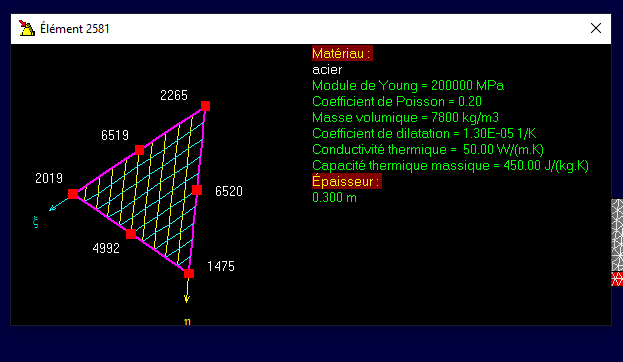 Élément 2581
Matériau :
acier
Module de Young = 200000 MPa
Coefficient de Poisson = 0.20
Masse volumique = 7800 kg/m3
Coefficient de dilatation = 1.30E-05 1/K
Conductivité thermique = 50.00 W/(m.K)
Capacité thermique massique = 450.00 J/(kg.K)
Épaisseur :
0.300 m
2265
6519
2019
6520
4992
1475
ξ
η